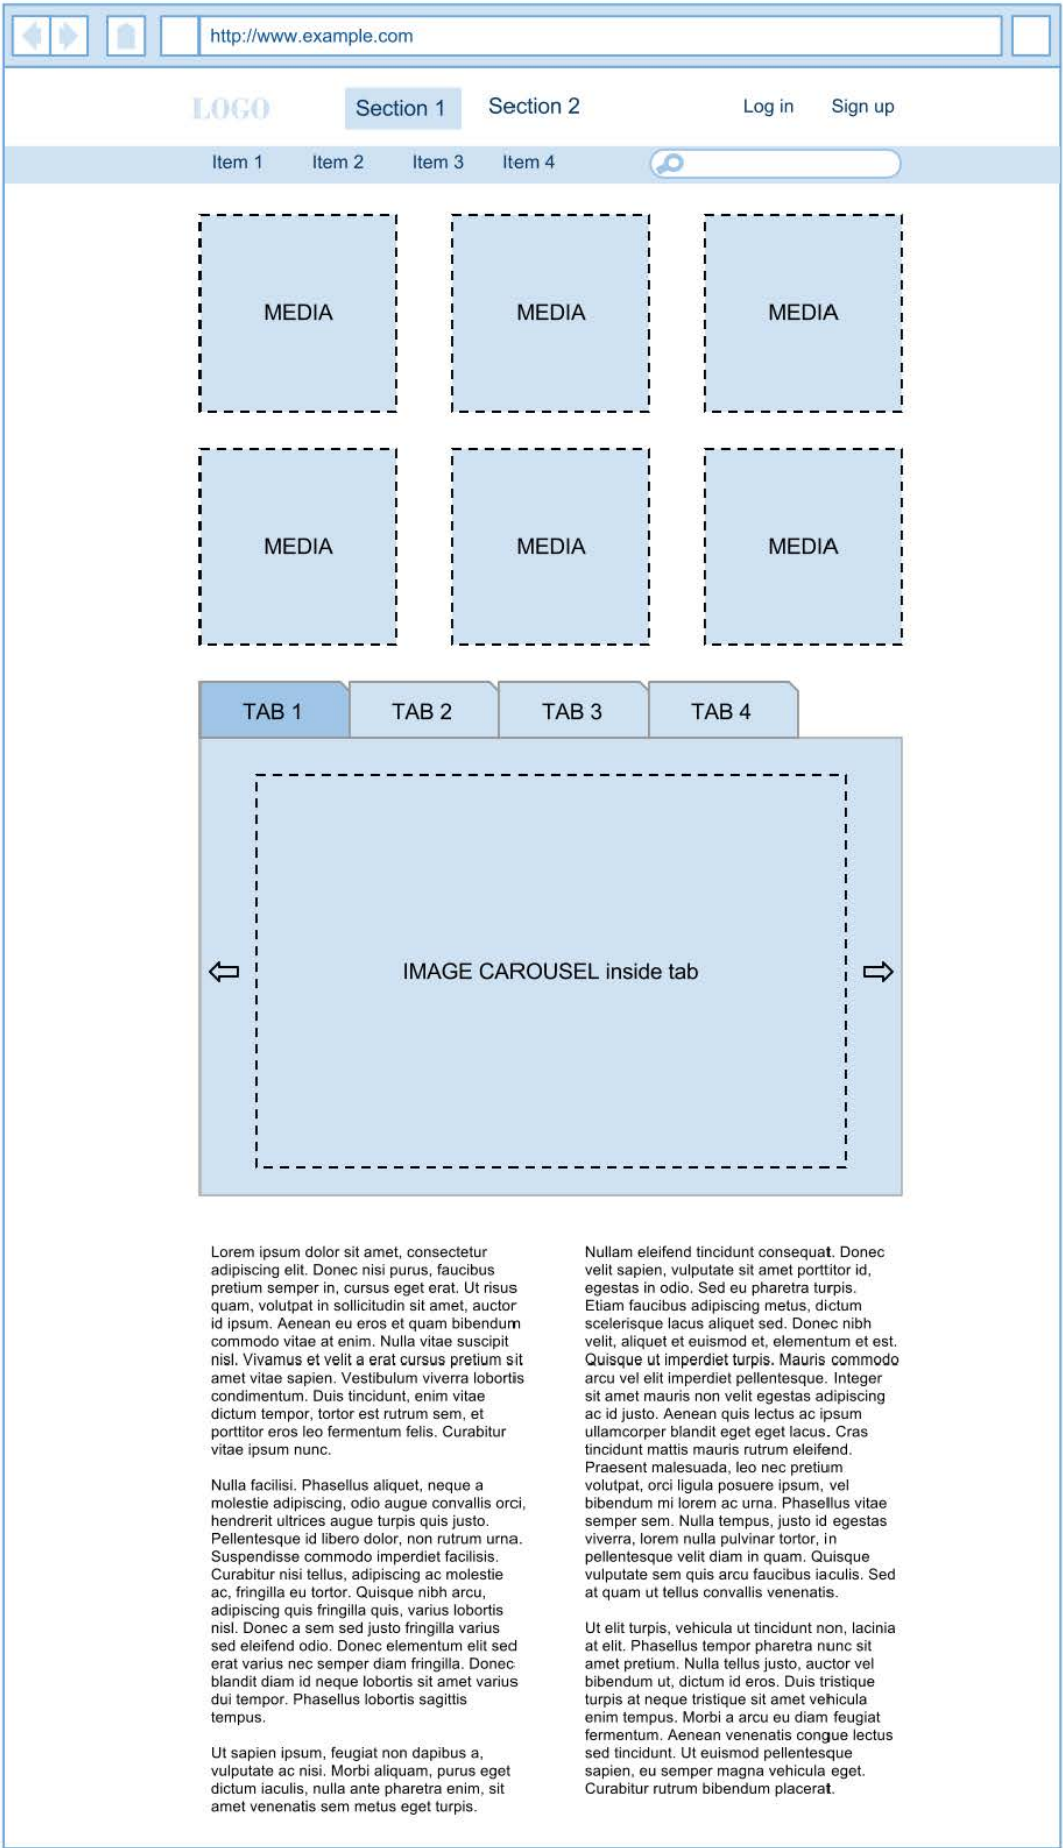 http://www.example.com
LOGO
Section 1
Section 2
Log in
Sign up
Item 1
Item 2
Item 3
Item 4
MEDIA
MEDIA
MEDIA
MEDIA
MEDIA
MEDIA
TAB 1
TAB 2
TAB 3
TAB 4
IMAGE CAROUSEL inside tab
Lorem ipsum dolor sit amet, consectetur
adipiscing elit. Donec nisi purus, faucibus
pretium semper in, cursus eget erat. Ut risus
quam, volutpat in sollicitudin sit amet, auctor
id ipsum. Aenean eu eros et quam bibendum
commodo vitae at enim. Nulla vitae suscipit
nisl. Vivamus et velit a erat cursus pretium sit
amet vitae sapien. Vestibulum viverra lobortis
condimentum. Duis tincidunt, enim vitae
dictum tempor, tortor est rutrum sem, et
porttitor eros leo fermentum felis. Curabitur
vitae ipsum nunc.
Nulla facilisi. Phasellus aliquet, neque a
molestie adipiscing, odio augue convallis orci,
hendrerit ultrices augue turpis quis justo.
Pellentesque id libero dolor, non rutrum urna.
Suspendisse commodo imperdiet facilisis.
Curabitur nisi tellus, adipiscing ac molestie
ac, fringilla eu tortor. Quisque nibh arcu,
adipiscing quis fringilla quis, varius lobortis
nisl. Donec a sem sed justo fringilla varius
sed eleifend odio. Donec elementum elit sed
erat varius nec semper diam fringilla. Donec
blandit diam id neque lobortis sit amet varius
dui tempor. Phasellus lobortis sagittis
tempus.
Ut sapien ipsum, feugiat non dapibus a,
vulputate ac nisi. Morbi aliquam, purus eget
dictum iaculis, nulla ante pharetra enim, sit
amet venenatis sem metus eget turpis.
Nullam eleifend tincidunt consequat. Donec
velit sapien, vulputate sit amet porttitor id,
egestas in odio. Sed eu pharetra turpis.
Etiam faucibus adipiscing metus, dictum
scelerisque lacus aliquet sed. Donec nibh
velit, aliquet et euismod et, elementum et est.
Quisque ut imperdiet turpis. Mauris commodo
arcu vel elit imperdiet pellentesque. Integer
sit amet mauris non velit egestas adipiscing
ac id justo. Aenean quis lectus ac ipsum
ullamcorper blandit eget eget lacus. Cras
tincidunt mattis mauris rutrum eleifend.
Praesent malesuada, leo nec pretium
volutpat, orci ligula posuere ipsum, vel
bibendum mi lorem ac urna. Phasellus vitae
semper sem. Nulla tempus, justo id egestas
viverra, lorem nulla pulvinar tortor, in
pellentesque velit diam in quam. Quisque
vulputate sem quis arcu faucibus iaculis. Sed
at quam ut tellus convallis venenatis.
Ut elit turpis, vehicula ut tincidunt non, lacinia
at elit. Phasellus tempor pharetra nunc sit
amet pretium. Nulla tellus justo, auctor vel
bibendum ut, dictum id eros. Duis tristique
turpis at neque tristique sit amet vehicula
enim tempus. Morbi a arcu eu diam feugiat
fermentum. Aenean venenatis congue lectus
sed tincidunt. Ut euismod pellentesque
sapien, eu semper magna vehicula eget.
Curabitur rutrum bibendum placerat.